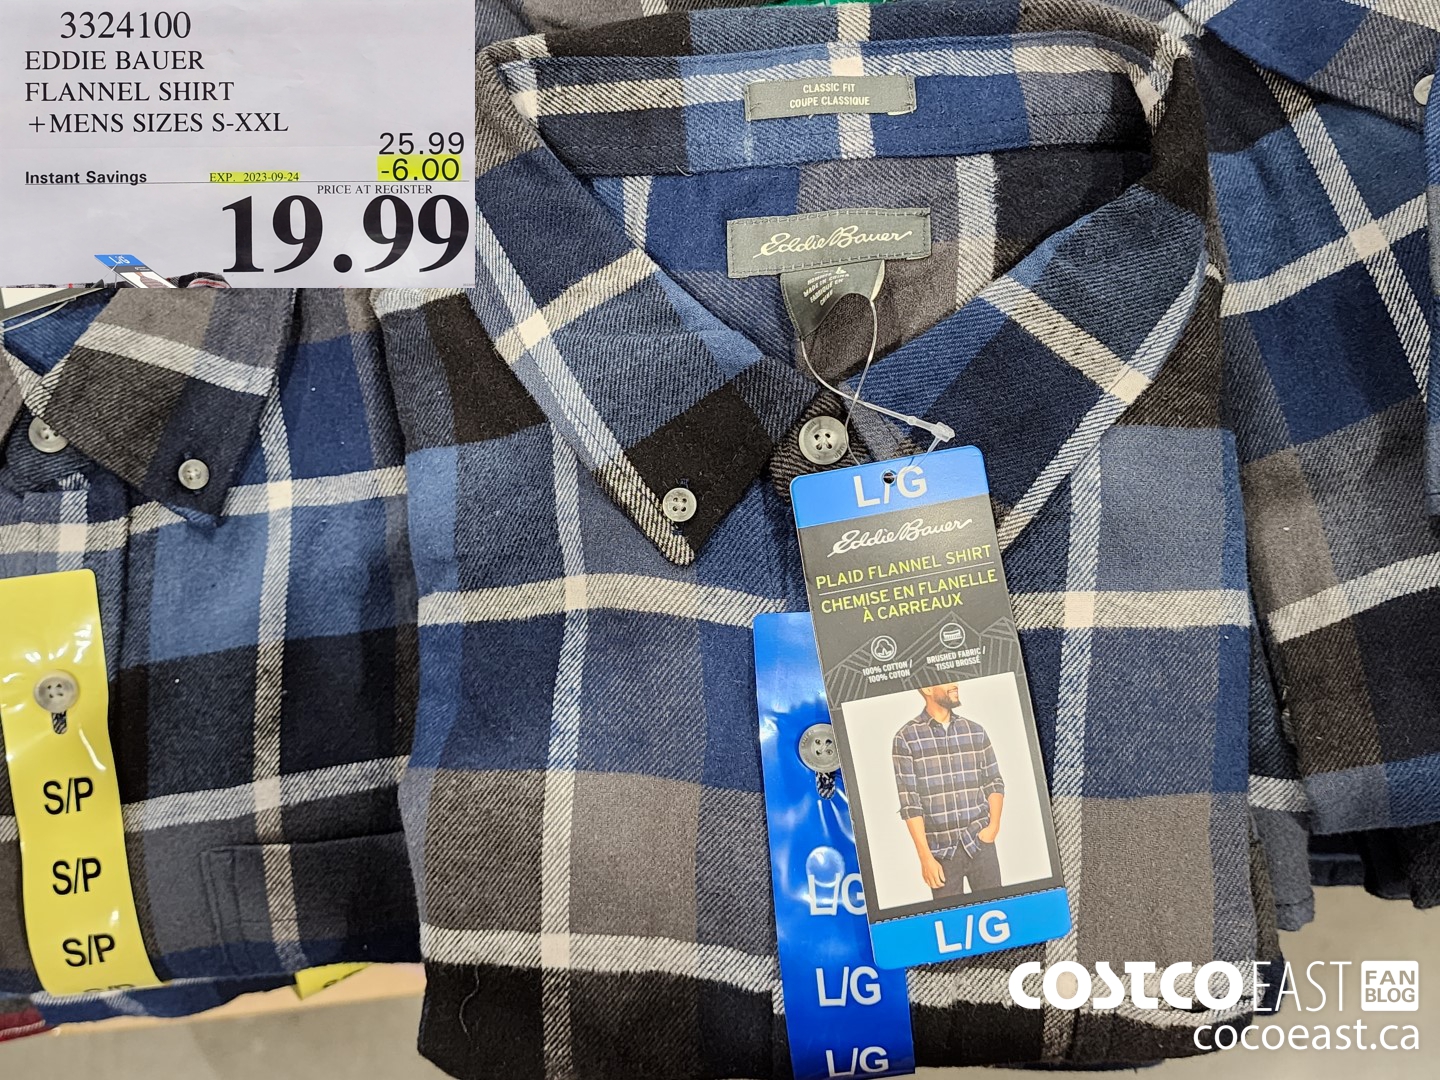 3324100
EDDIE BAUER
FLANNEL SHIRT
+MENS SIZES S-XXL
25.99
-6.00
Instant Savings EXP. 2023-09-24
PRICE AT REGISTER
19.99
L/G
CLASSIC FIT
COUPE CLASSIQUE
Eddie Bauer
L/G
Eddie Bauer
PLAID FLANNEL SHIRT
CHEMISE EN FLANELLE
À CARREAUX
100% COTTON /
100% COTON
BRUSHED FABRIC /
TISSU BROSSÉ
L/G
S/P
S/P
S/P
L/G
L/G
L/G
COSTCO EAST FAN
BLOG
cocoeast.ca